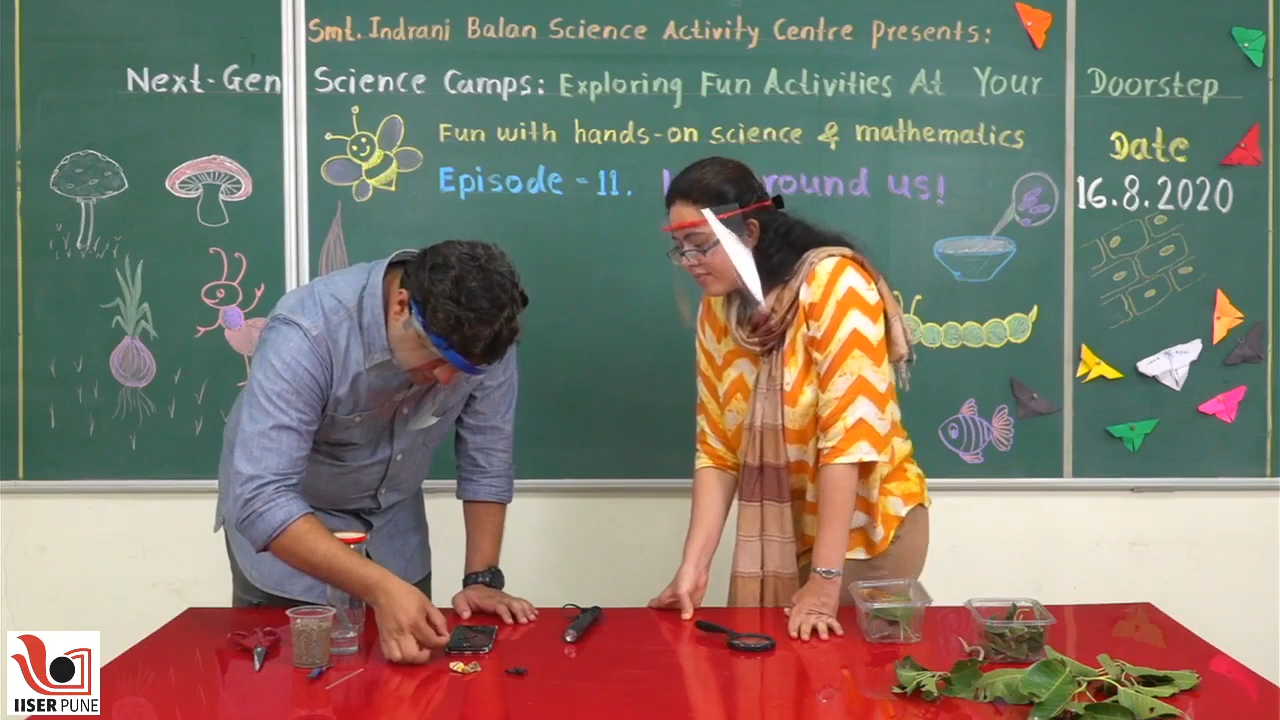 Smt. Indrani Balan Science Activity Centre presents:
Next-Gen Science Camps: Exploring Fun Activities At Your Doorstep
Fun with hands-on science & mathematics
Episode - 11. round us!
Date
16.8.2020
IISER PUNE